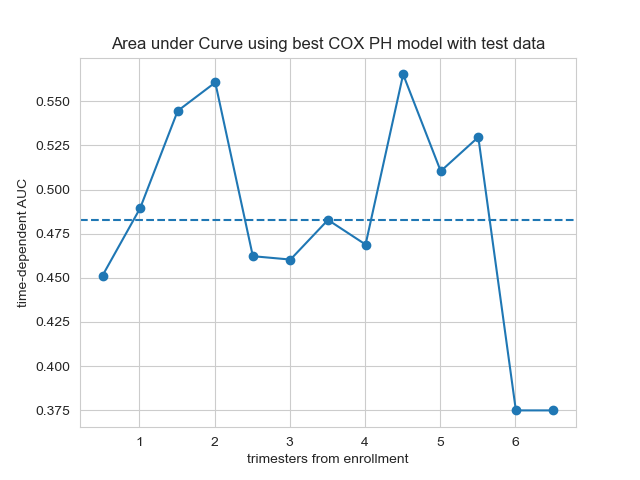 Area under Curve using best COX PH model with test data
0.550
0.525
0.500
0.475
0.450
0.425
0.400
0.375
time-dependent AUC
1 2 3 4 5 6
trimesters from enrollment